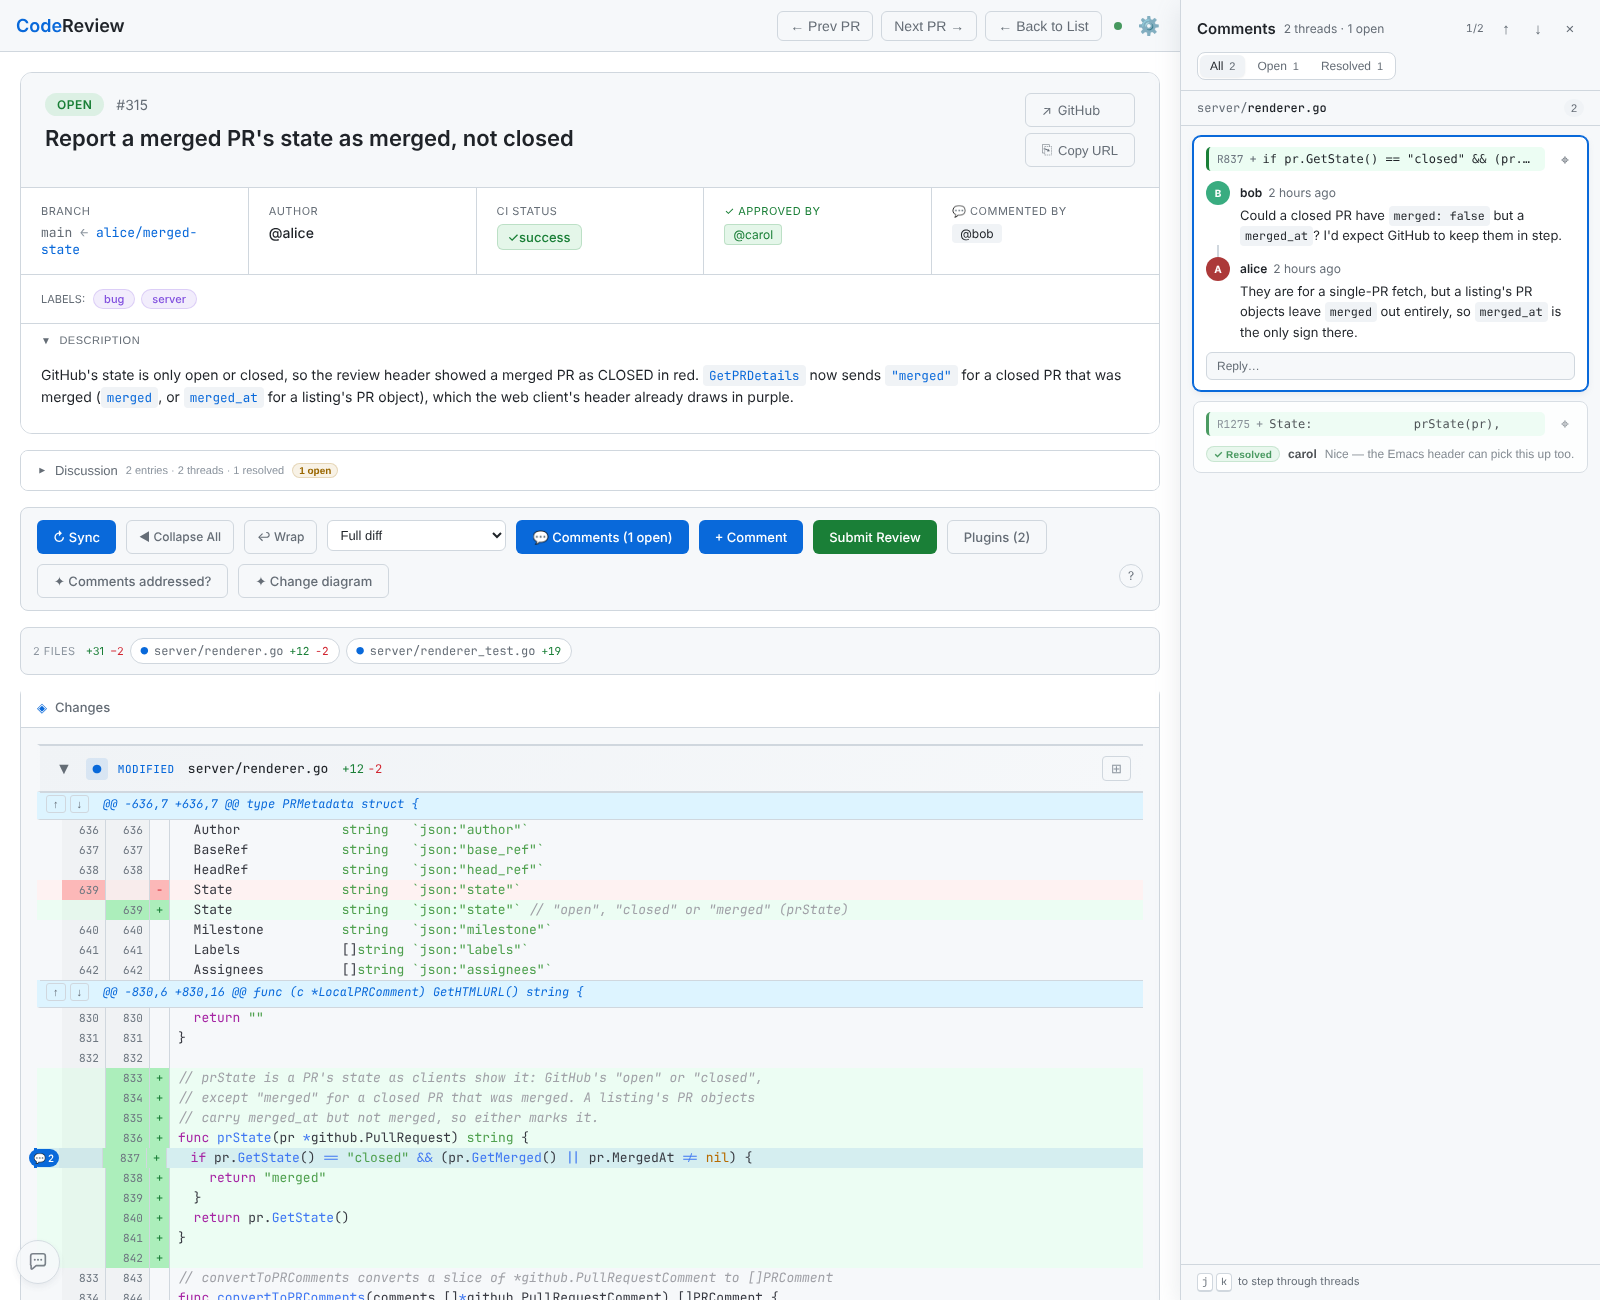 CodeReview
← Prev PR
Next PR →
← Back to List
OPEN #315
Report a merged PR's state as merged, not closed
↗ GitHub
Copy URL
BRANCH
main ← alice/merged-
state
AUTHOR
@alice
CI STATUS
✓success
✓ APPROVED BY
@carol
💬 COMMENTED BY
@bob
LABELS: bug server
▼ DESCRIPTION
GitHub's state is only open or closed, so the review header showed a merged PR as CLOSED in red. GetPRDetails now sends "merged" for a closed PR that was
merged (merged, or merged_at for a listing's PR object), which the web client's header already draws in purple.
▸ Discussion 2 entries · 2 threads · 1 resolved 1 open
↻ Sync
◀ Collapse All
↩ Wrap
Full diff
💬 Comments (1 open)
+ Comment
Submit Review
Plugins (2)
✦ Comments addressed?
✦ Change diagram
?
2 FILES +31 −2 server/renderer.go +12 -2 server/renderer_test.go +19
◈ Changes
▼ MODIFIED server/renderer.go +12 -2
↑ ↓ @@ -636,7 +636,7 @@ type PRMetadata struct {
636 636 Author string `json:"author"`
637 637 BaseRef string `json:"base_ref"`
638 638 HeadRef string `json:"head_ref"`
639 - State string `json:"state"`
639 + State string `json:"state"` // "open", "closed" or "merged" (prState)
640 640 Milestone string `json:"milestone"`
641 641 Labels []string `json:"labels"`
642 642 Assignees []string `json:"assignees"`
↑ ↓ @@ -830,6 +830,16 @@ func (c *LocalPRComment) GetHTMLURL() string {
830 830 return ""
831 831 }
832 832
833 + // prState is a PR's state as clients show it: GitHub's "open" or "closed",
834 + // except "merged" for a closed PR that was merged. A listing's PR objects
835 + // carry merged_at but not merged, so either marks it.
836 + func prState(pr *github.PullRequest) string {
💬 2 837 + if pr.GetState() == "closed" && (pr.GetMerged() || pr.MergedAt != nil) {
838 + return "merged"
839 + }
840 + return pr.GetState()
841 + }
842 +
833 843 // convertToPRComments converts a slice of *github.PullRequestComment to []PRComment
834 844 func convertToPRComments(comments []*github.PullRequestComment) []PRComment {
Comments 2 threads · 1 open 1/2 ↑ ↓ ×
All 2 Open 1 Resolved 1
server/renderer.go 2
R837 + if pr.GetState() == "closed" && (pr.…
B bob 2 hours ago
Could a closed PR have merged: false but a
merged_at? I'd expect GitHub to keep them in step.
A alice 2 hours ago
They are for a single-PR fetch, but a listing's PR
objects leave merged out entirely, so merged_at is
the only sign there.
Reply…
R1275 + State: prState(pr),
✓ Resolved carol Nice — the Emacs header can pick this up too.
j k to step through threads